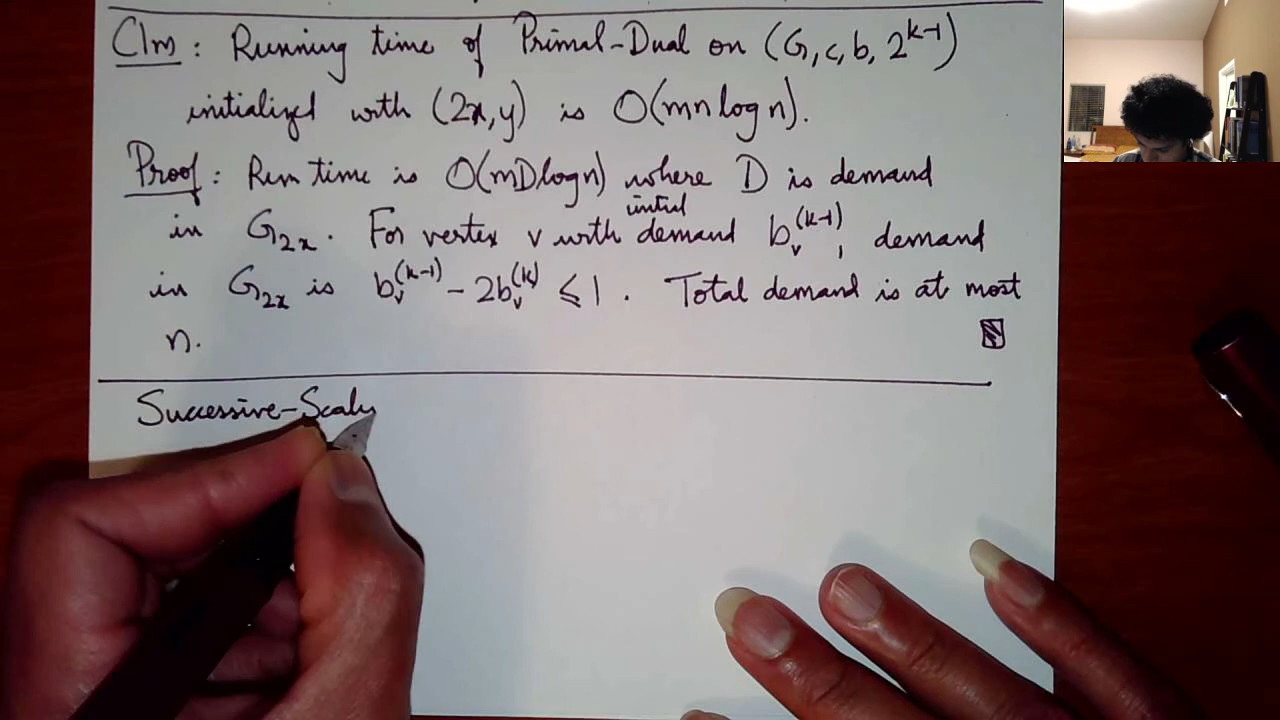 Clm: Running time of Primal-Dual on (G, c, b, 2^{k-1})
initialized with (2x, y) is O(mn log n).
Proof: Run time is O(mD log n) where D is demand
in G_{2x}. For vertex v with initial demand b_v^{(k-1)}, demand
in G_{2x} is b_v^{(k-1)} - 2b_v^{(k)} ≤ 1. Total demand is at most
n.
Successive-Scaling